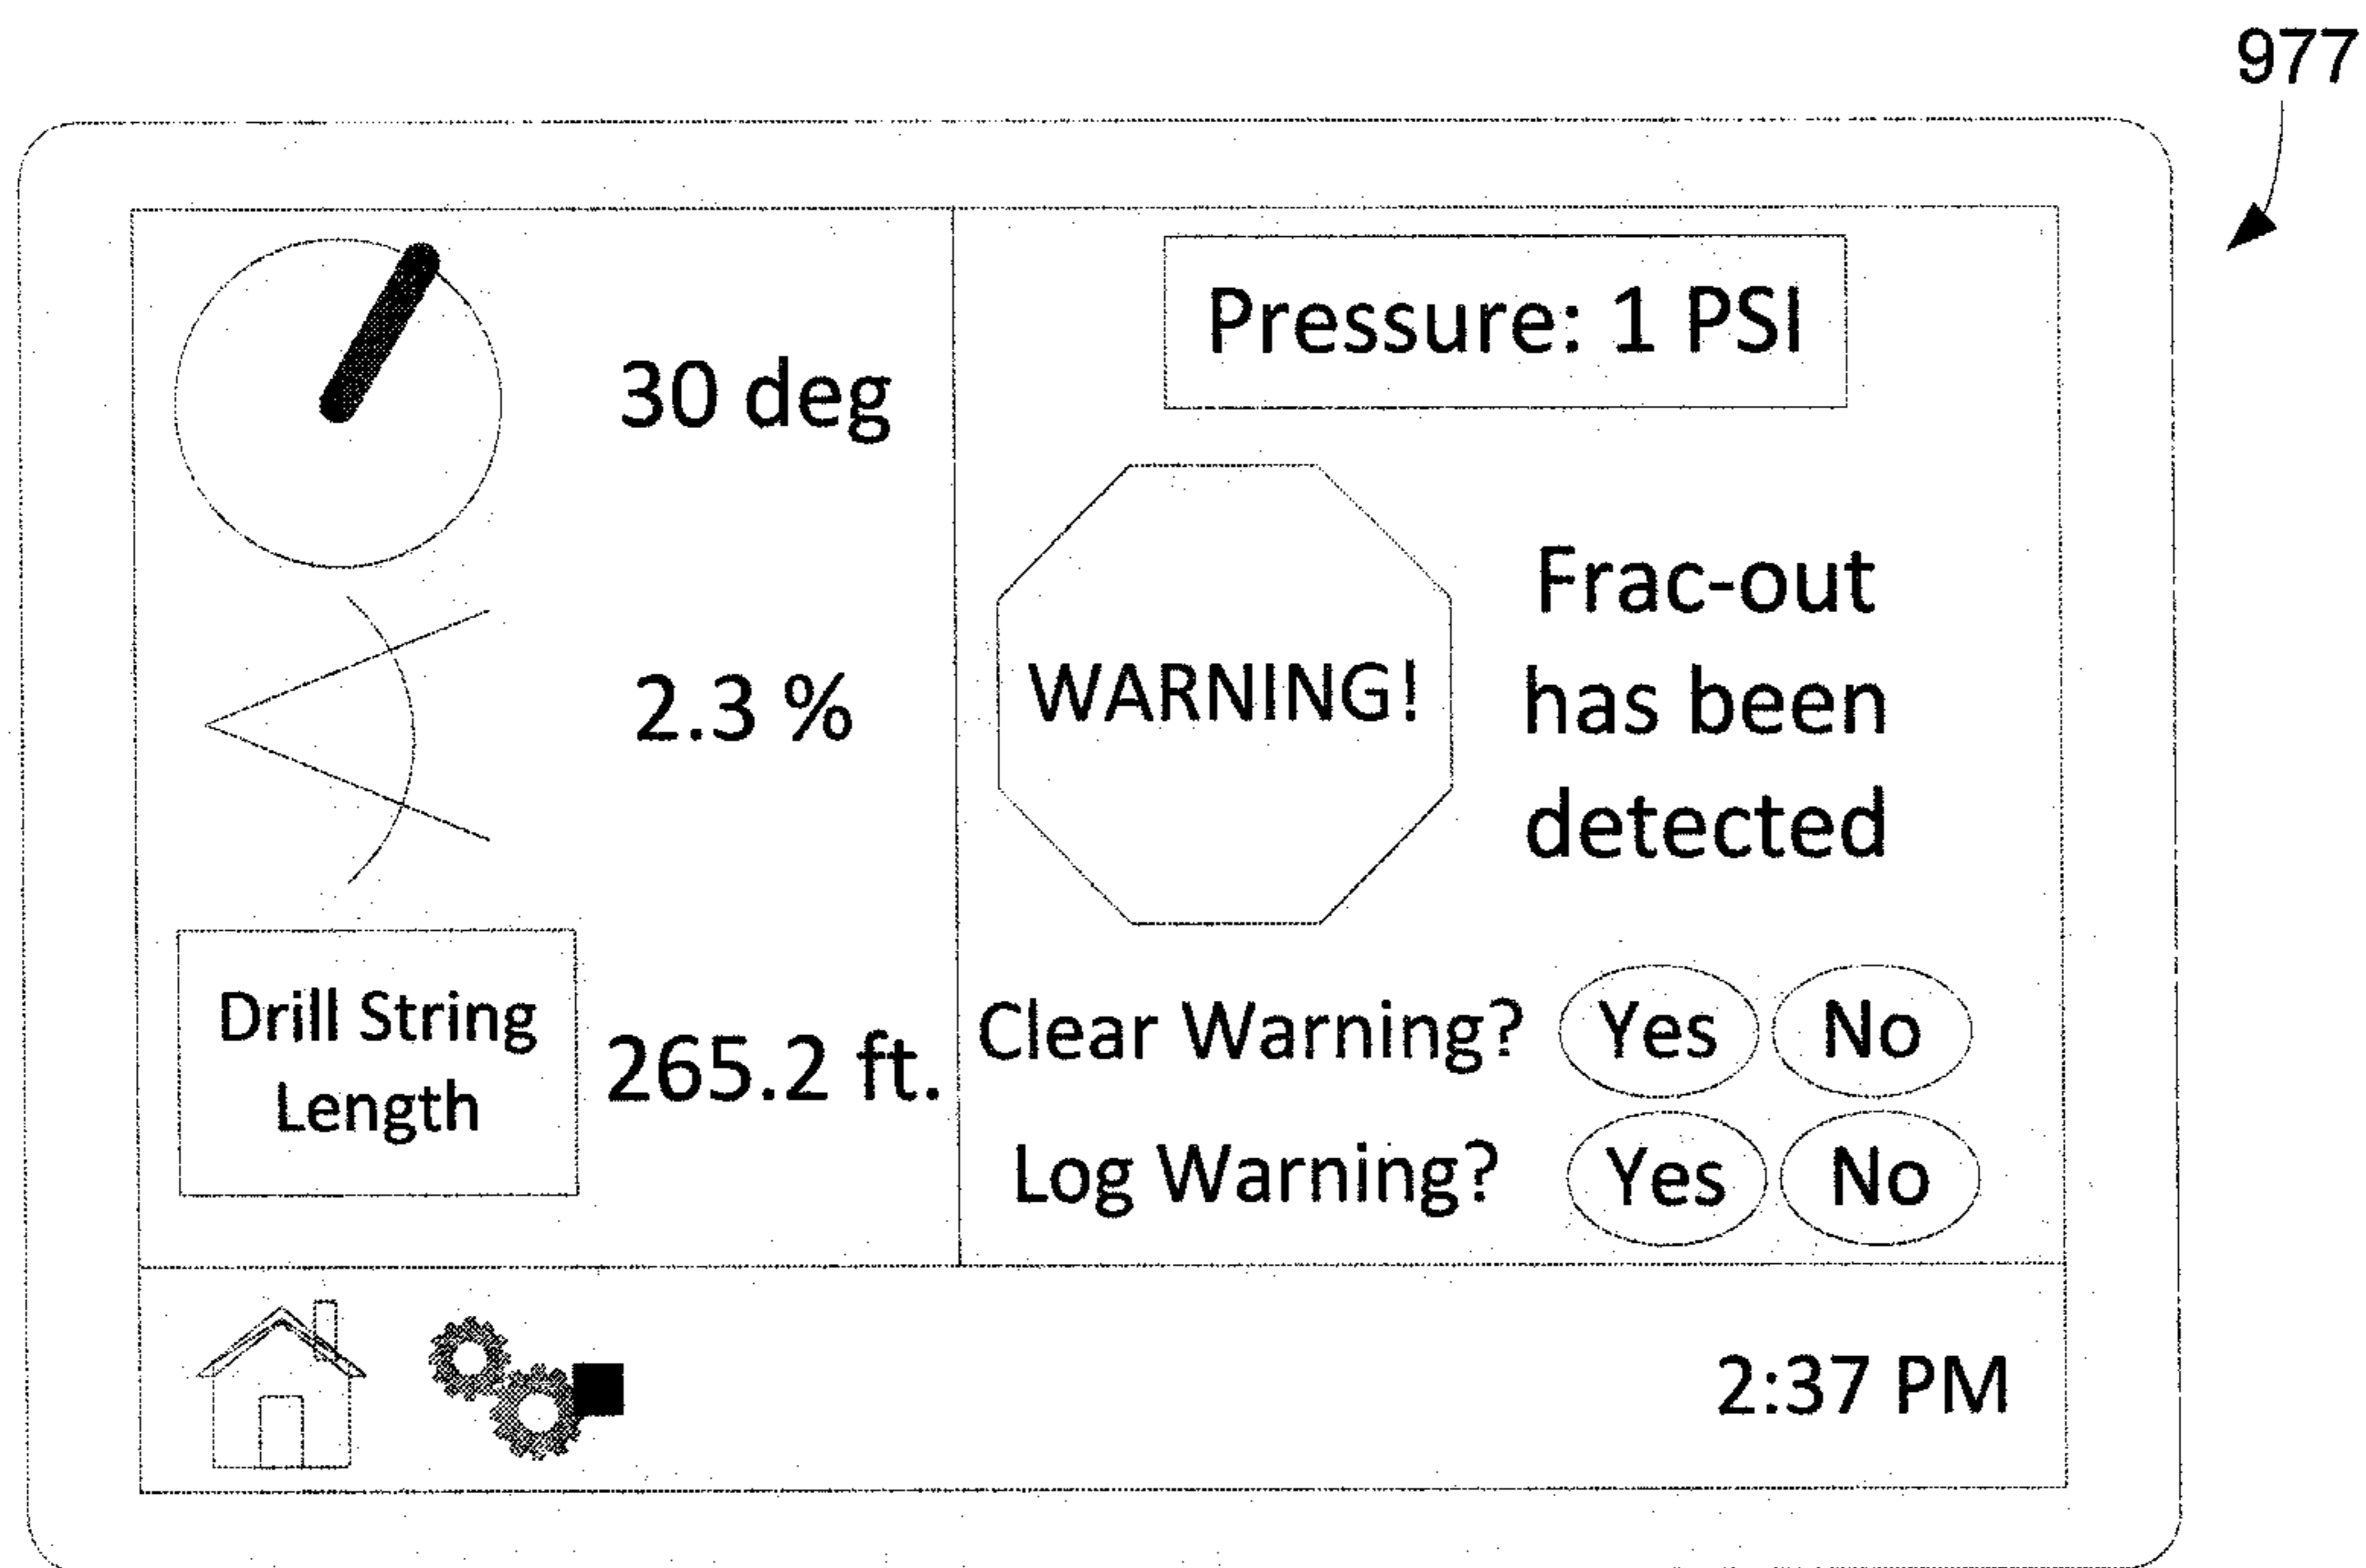 977
30 deg
2.3 %
Drill String
Length
265.2 ft.
Pressure: 1 PSI
WARNING!
Frac-out
has been
detected
Clear Warning? Yes No
Log Warning? Yes No
2:37 PM